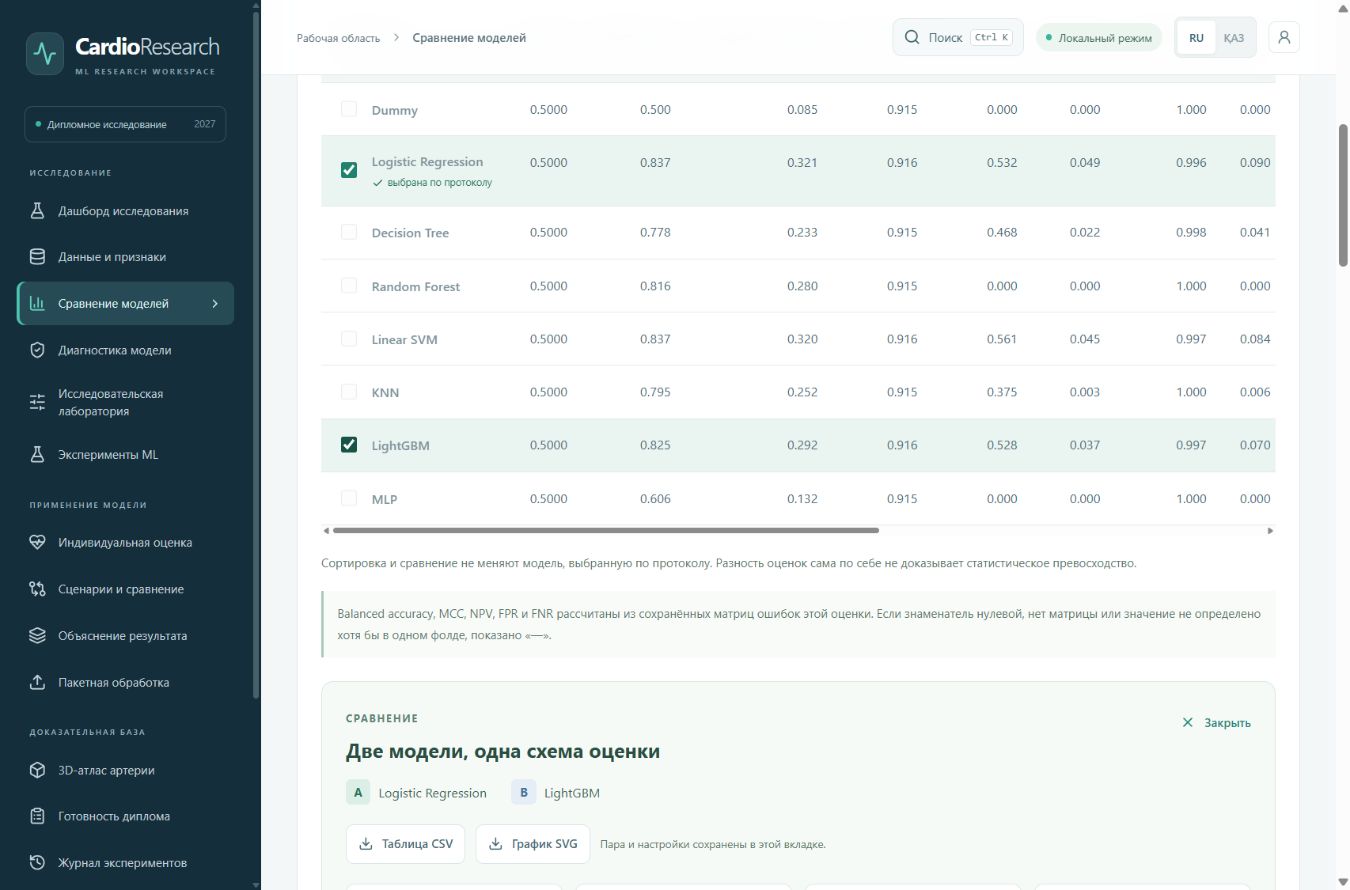 CardioResearch
ML RESEARCH WORKSPACE
Дипломное исследование 2027
ИССЛЕДОВАНИЕ
Дашборд исследования
Данные и признаки
Сравнение моделей
Диагностика модели
Исследовательская
лаборатория
Эксперименты ML
ПРИМЕНЕНИЕ МОДЕЛИ
Индивидуальная оценка
Сценарии и сравнение
Объяснение результата
Пакетная обработка
ДОКАЗАТЕЛЬНАЯ БАЗА
3D-атлас артерии
Готовность диплома
Журнал экспериментов
Рабочая область > Сравнение моделей
Поиск Ctrl K
Локальный режим
RU ҚАЗ
Dummy 0.5000 0.500 0.085 0.915 0.000 0.000 1.000 0.000
Logistic Regression 0.5000 0.837 0.321 0.916 0.532 0.049 0.996 0.090
выбрана по протоколу
Decision Tree 0.5000 0.778 0.233 0.915 0.468 0.022 0.998 0.041
Random Forest 0.5000 0.816 0.280 0.915 0.000 0.000 1.000 0.000
Linear SVM 0.5000 0.837 0.320 0.916 0.561 0.045 0.997 0.084
KNN 0.5000 0.795 0.252 0.915 0.375 0.003 1.000 0.006
LightGBM 0.5000 0.825 0.292 0.916 0.528 0.037 0.997 0.070
MLP 0.5000 0.606 0.132 0.915 0.000 0.000 1.000 0.000
Сортировка и сравнение не меняют модель, выбранную по протоколу. Разность оценок сама по себе не доказывает статистическое превосходство.
Balanced accuracy, MCC, NPV, FPR и FNR рассчитаны из сохранённых матриц ошибок этой оценки. Если знаменатель нулевой, нет матрицы или значение не определено
хотя бы в одном фолде, показано «—».
СРАВНЕНИЕ
Закрыть
Две модели, одна схема оценки
A Logistic Regression B LightGBM
Таблица CSV График SVG Пара и настройки сохранены в этой вкладке.